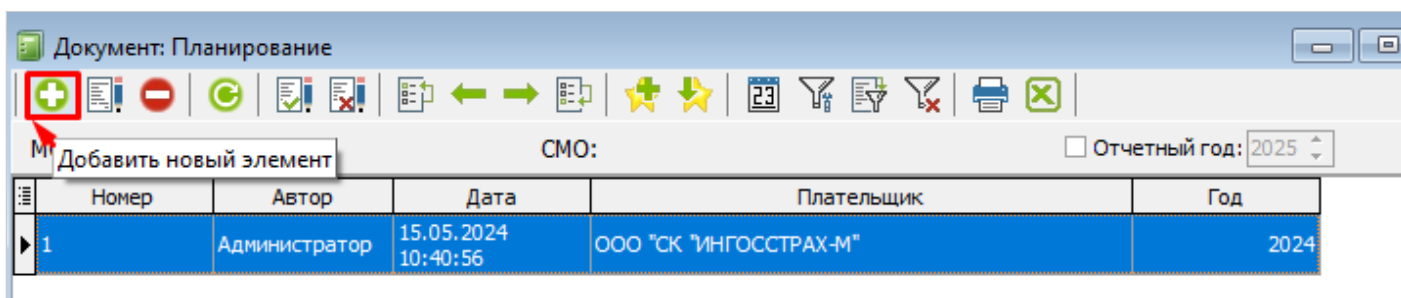 Документ: Планирование
23
СМО:
Отчетный год: 2025
Добавить новый элемент
Номер Автор Дата Плательщик Год
1 Администратор 15.05.2024 10:40:56 ООО "СК "ИНГОССТРАХ-М" 2024